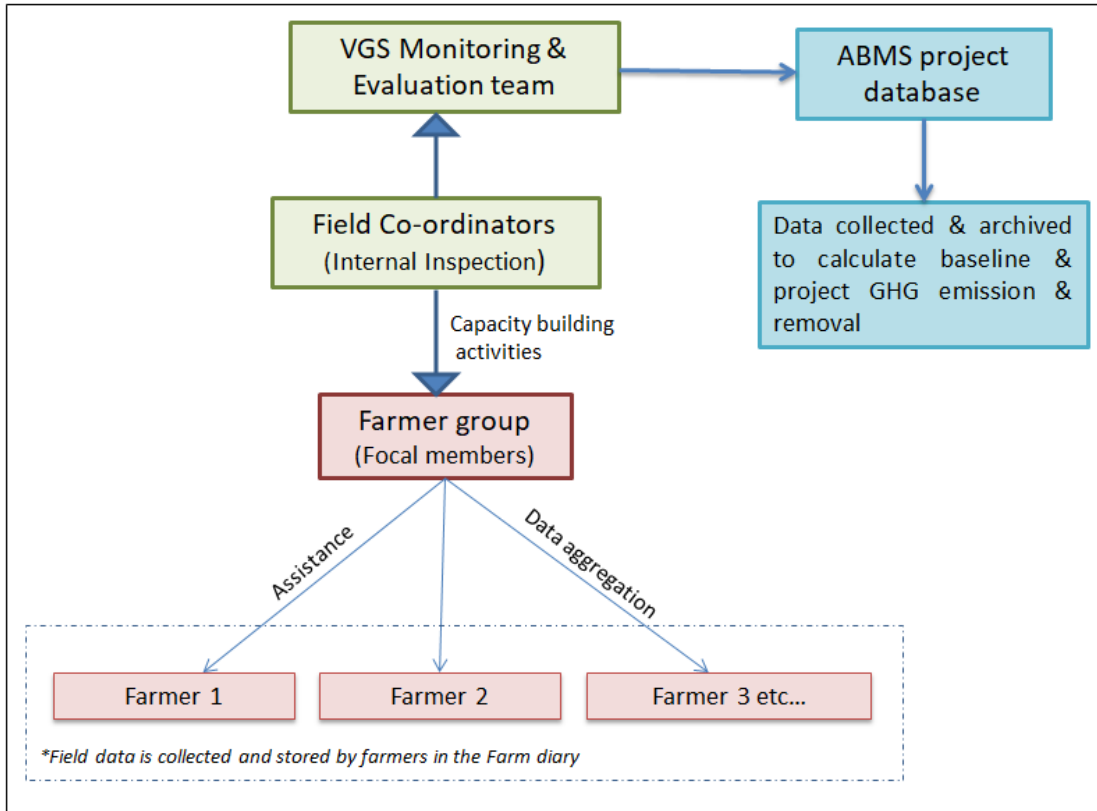 VGS Monitoring &
Evaluation team
ABMS project
database
Field Co-ordinators
(Internal Inspection)
Data collected & archived
to calculate baseline &
project GHG emission &
removal
Capacity building
activities
Farmer group
(Focal members)
Assistance
Data aggregation
Farmer 1
Farmer 2
Farmer 3 etc...
*Field data is collected and stored by farmers in the Farm diary